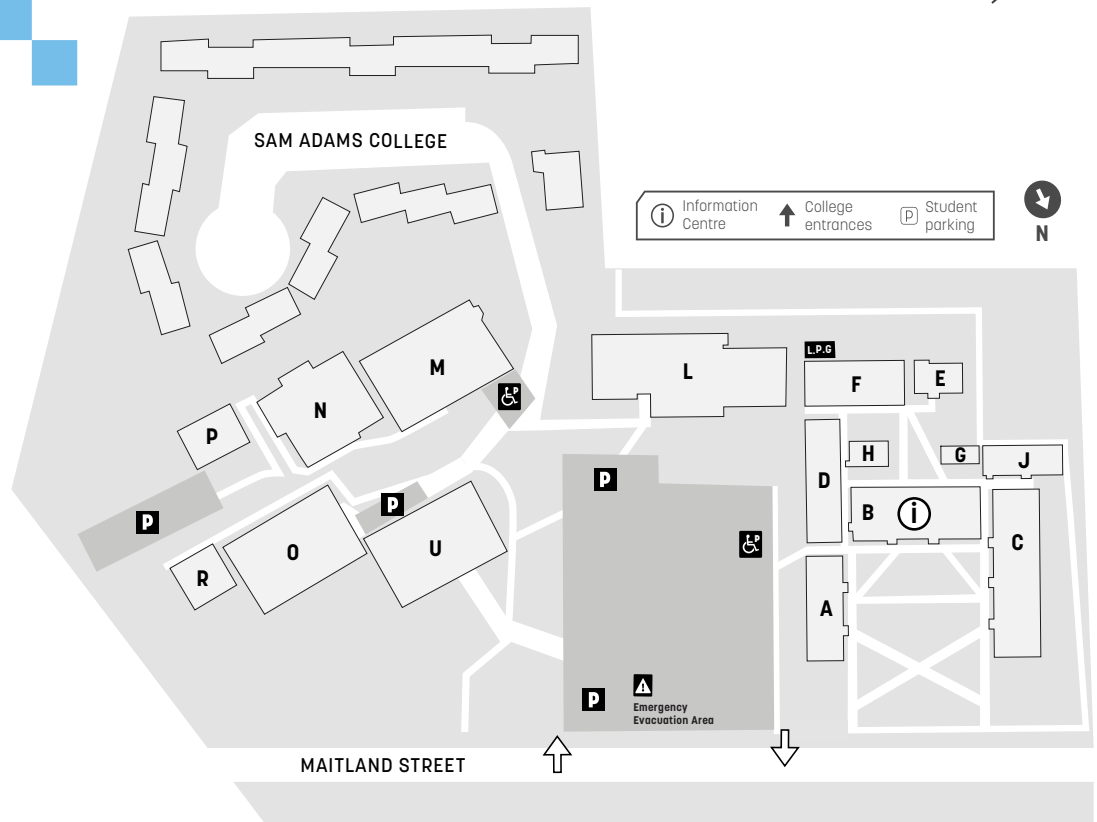 SAM ADAMS COLLEGE
Information
Centre
College
entrances
P
Student
parking
N
L.P.G
M
L
F
E
P
N
P
H
G
J
D
P
P
B
C
P
P
O
U
P
R
A
P
Emergency
Evacuation Area
MAITLAND STREET